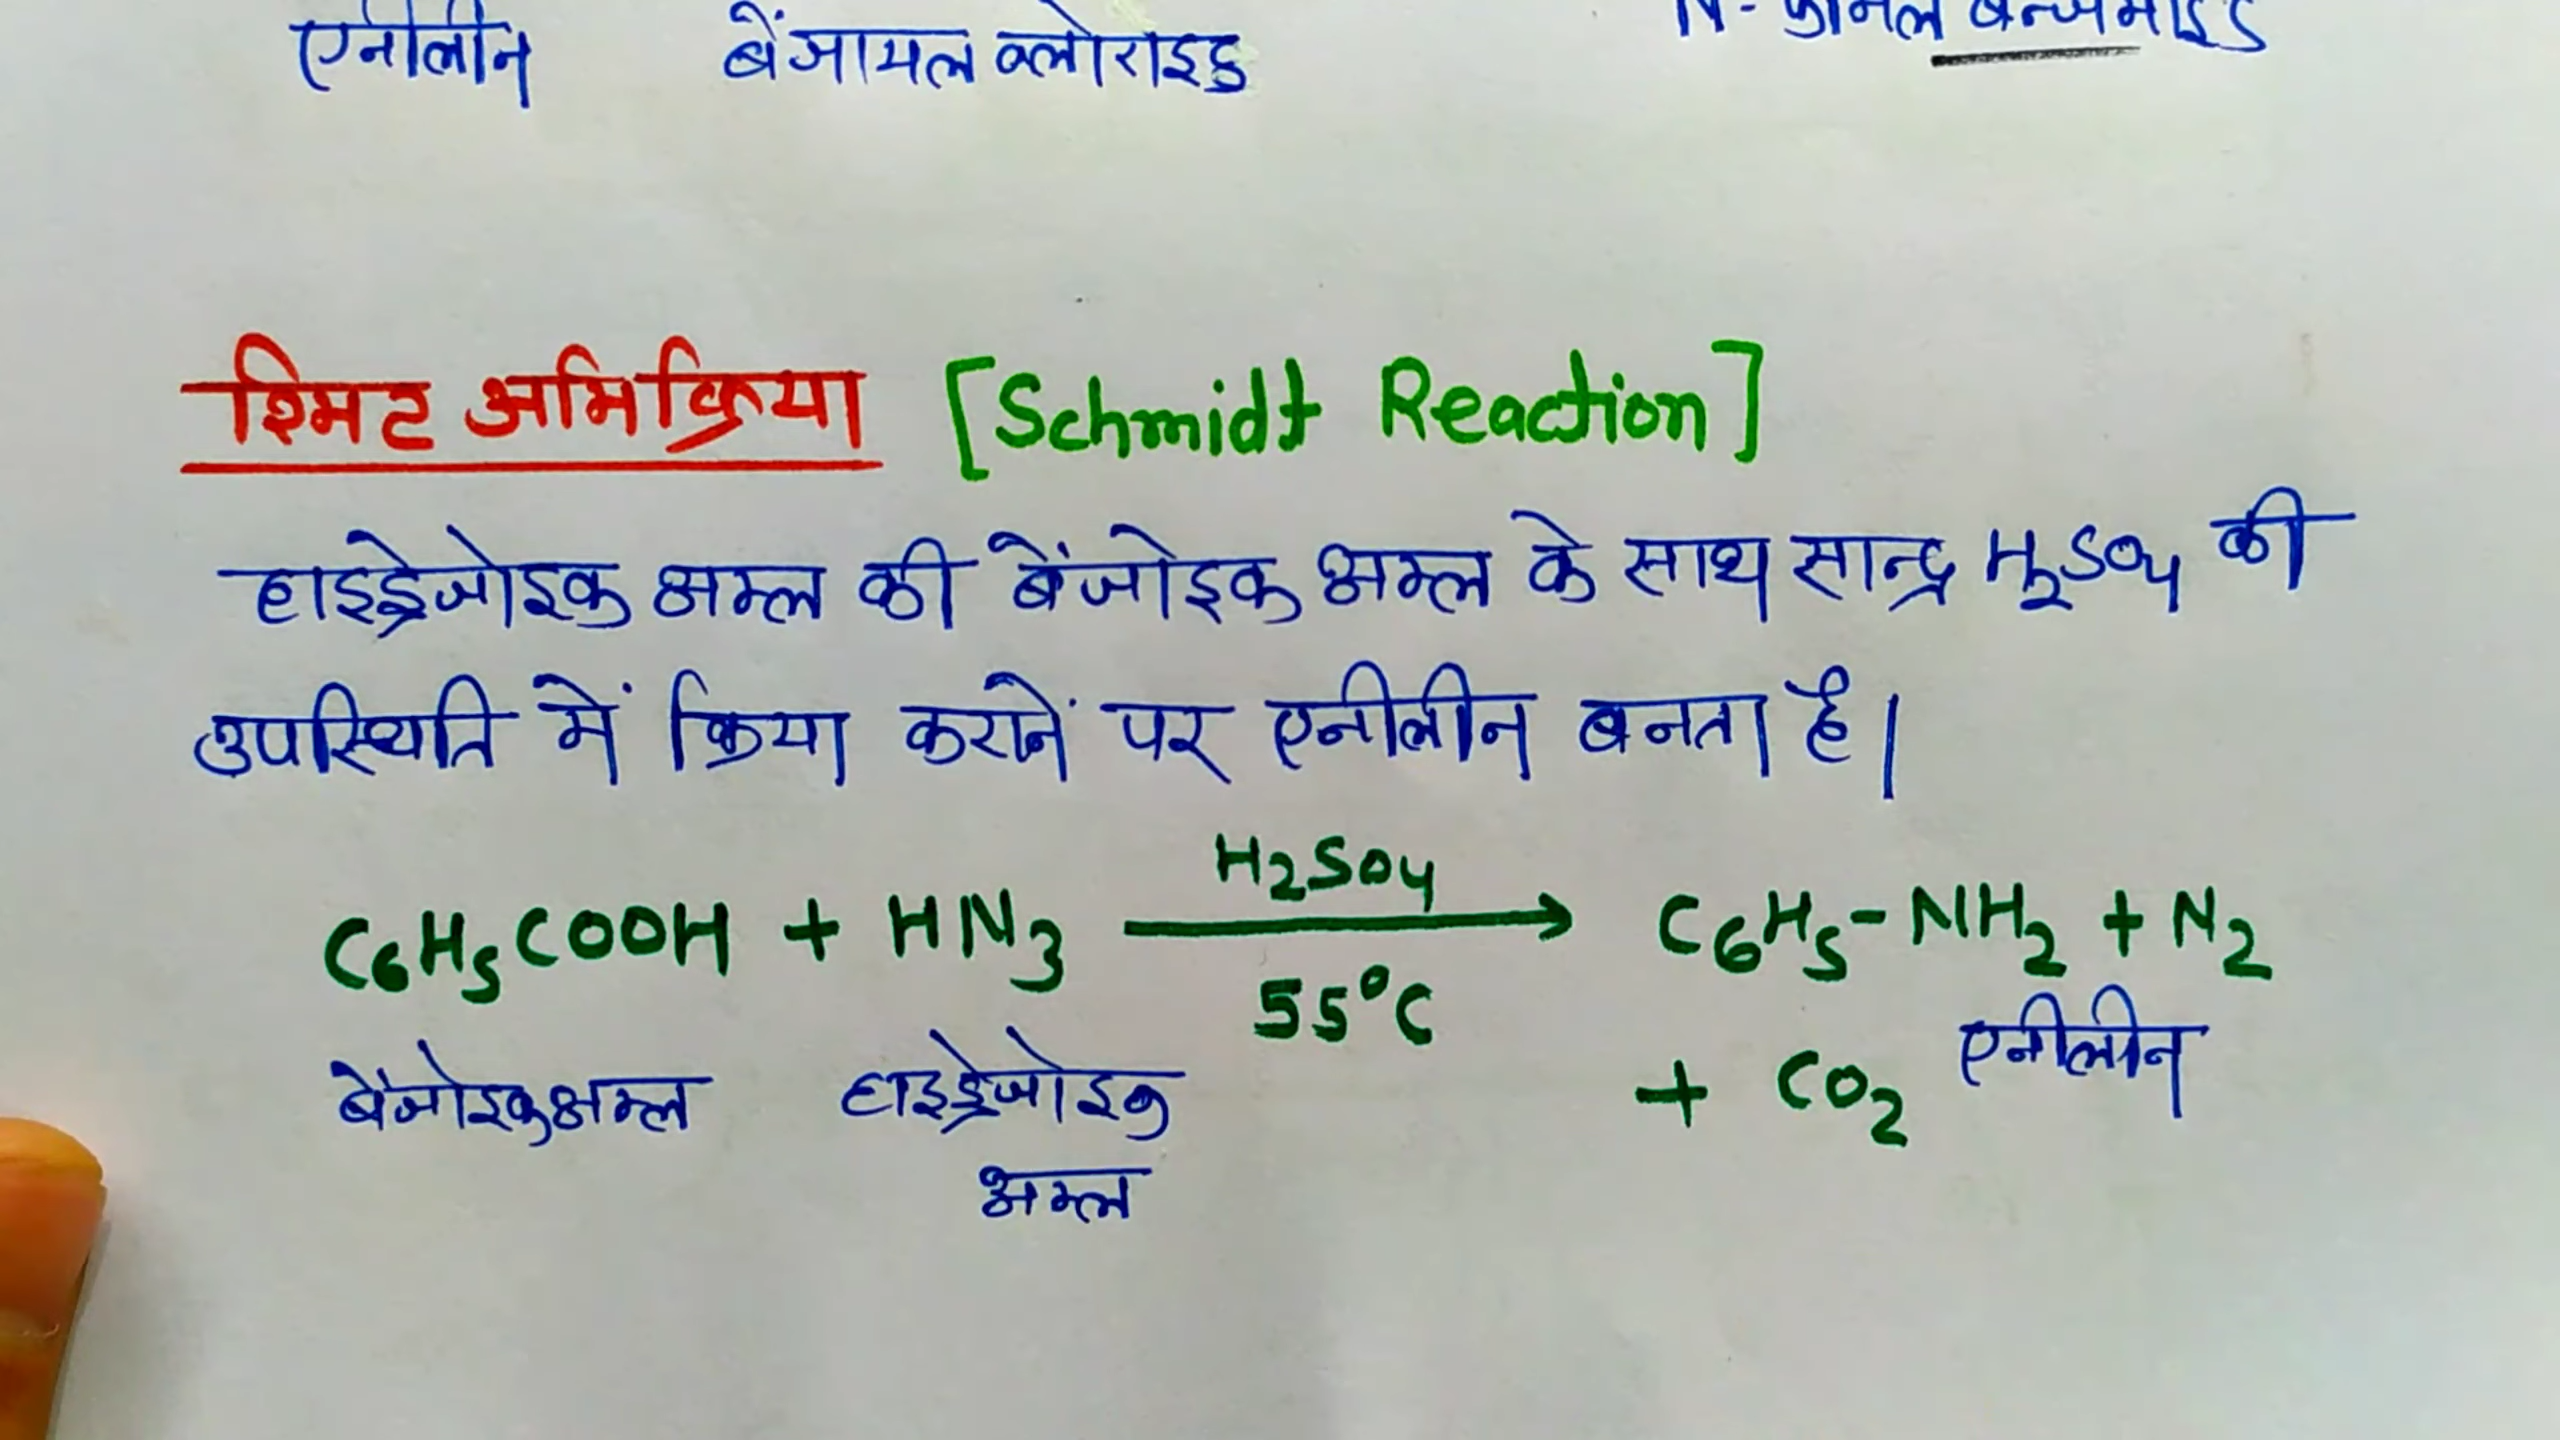 एनीलीन बेंजायल क्लोराइड
श्मिट अभिक्रिया [Schmidt Reaction]
हाइड्रेजोइक अम्ल की बेंजोइक अम्ल के साथ सान्द्र H2SO4 की
उपस्थिति में क्रिया करानें पर एनीलीन बनता है।
H2SO4
C6H5COOH + HN3 → C6H5-NH2 + N2
55°C
+ CO2 एनीलीन
बेंजोइक अम्ल हाइड्रेजोइक
अम्ल